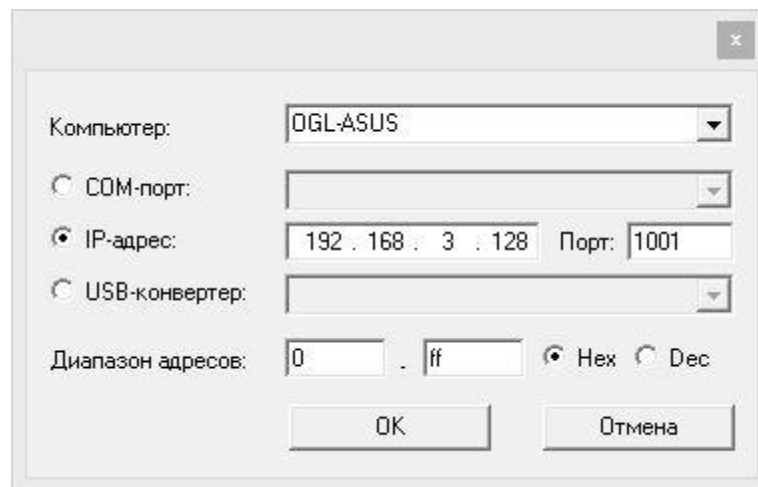 x
Компьютер: OGL-ASUS
COM-порт:
IP-адрес: 192 . 168 . 3 . 128 Порт: 1001
USB-конвертер:
Диапазон адресов: 0 . ff Hex Dec
OK Отмена